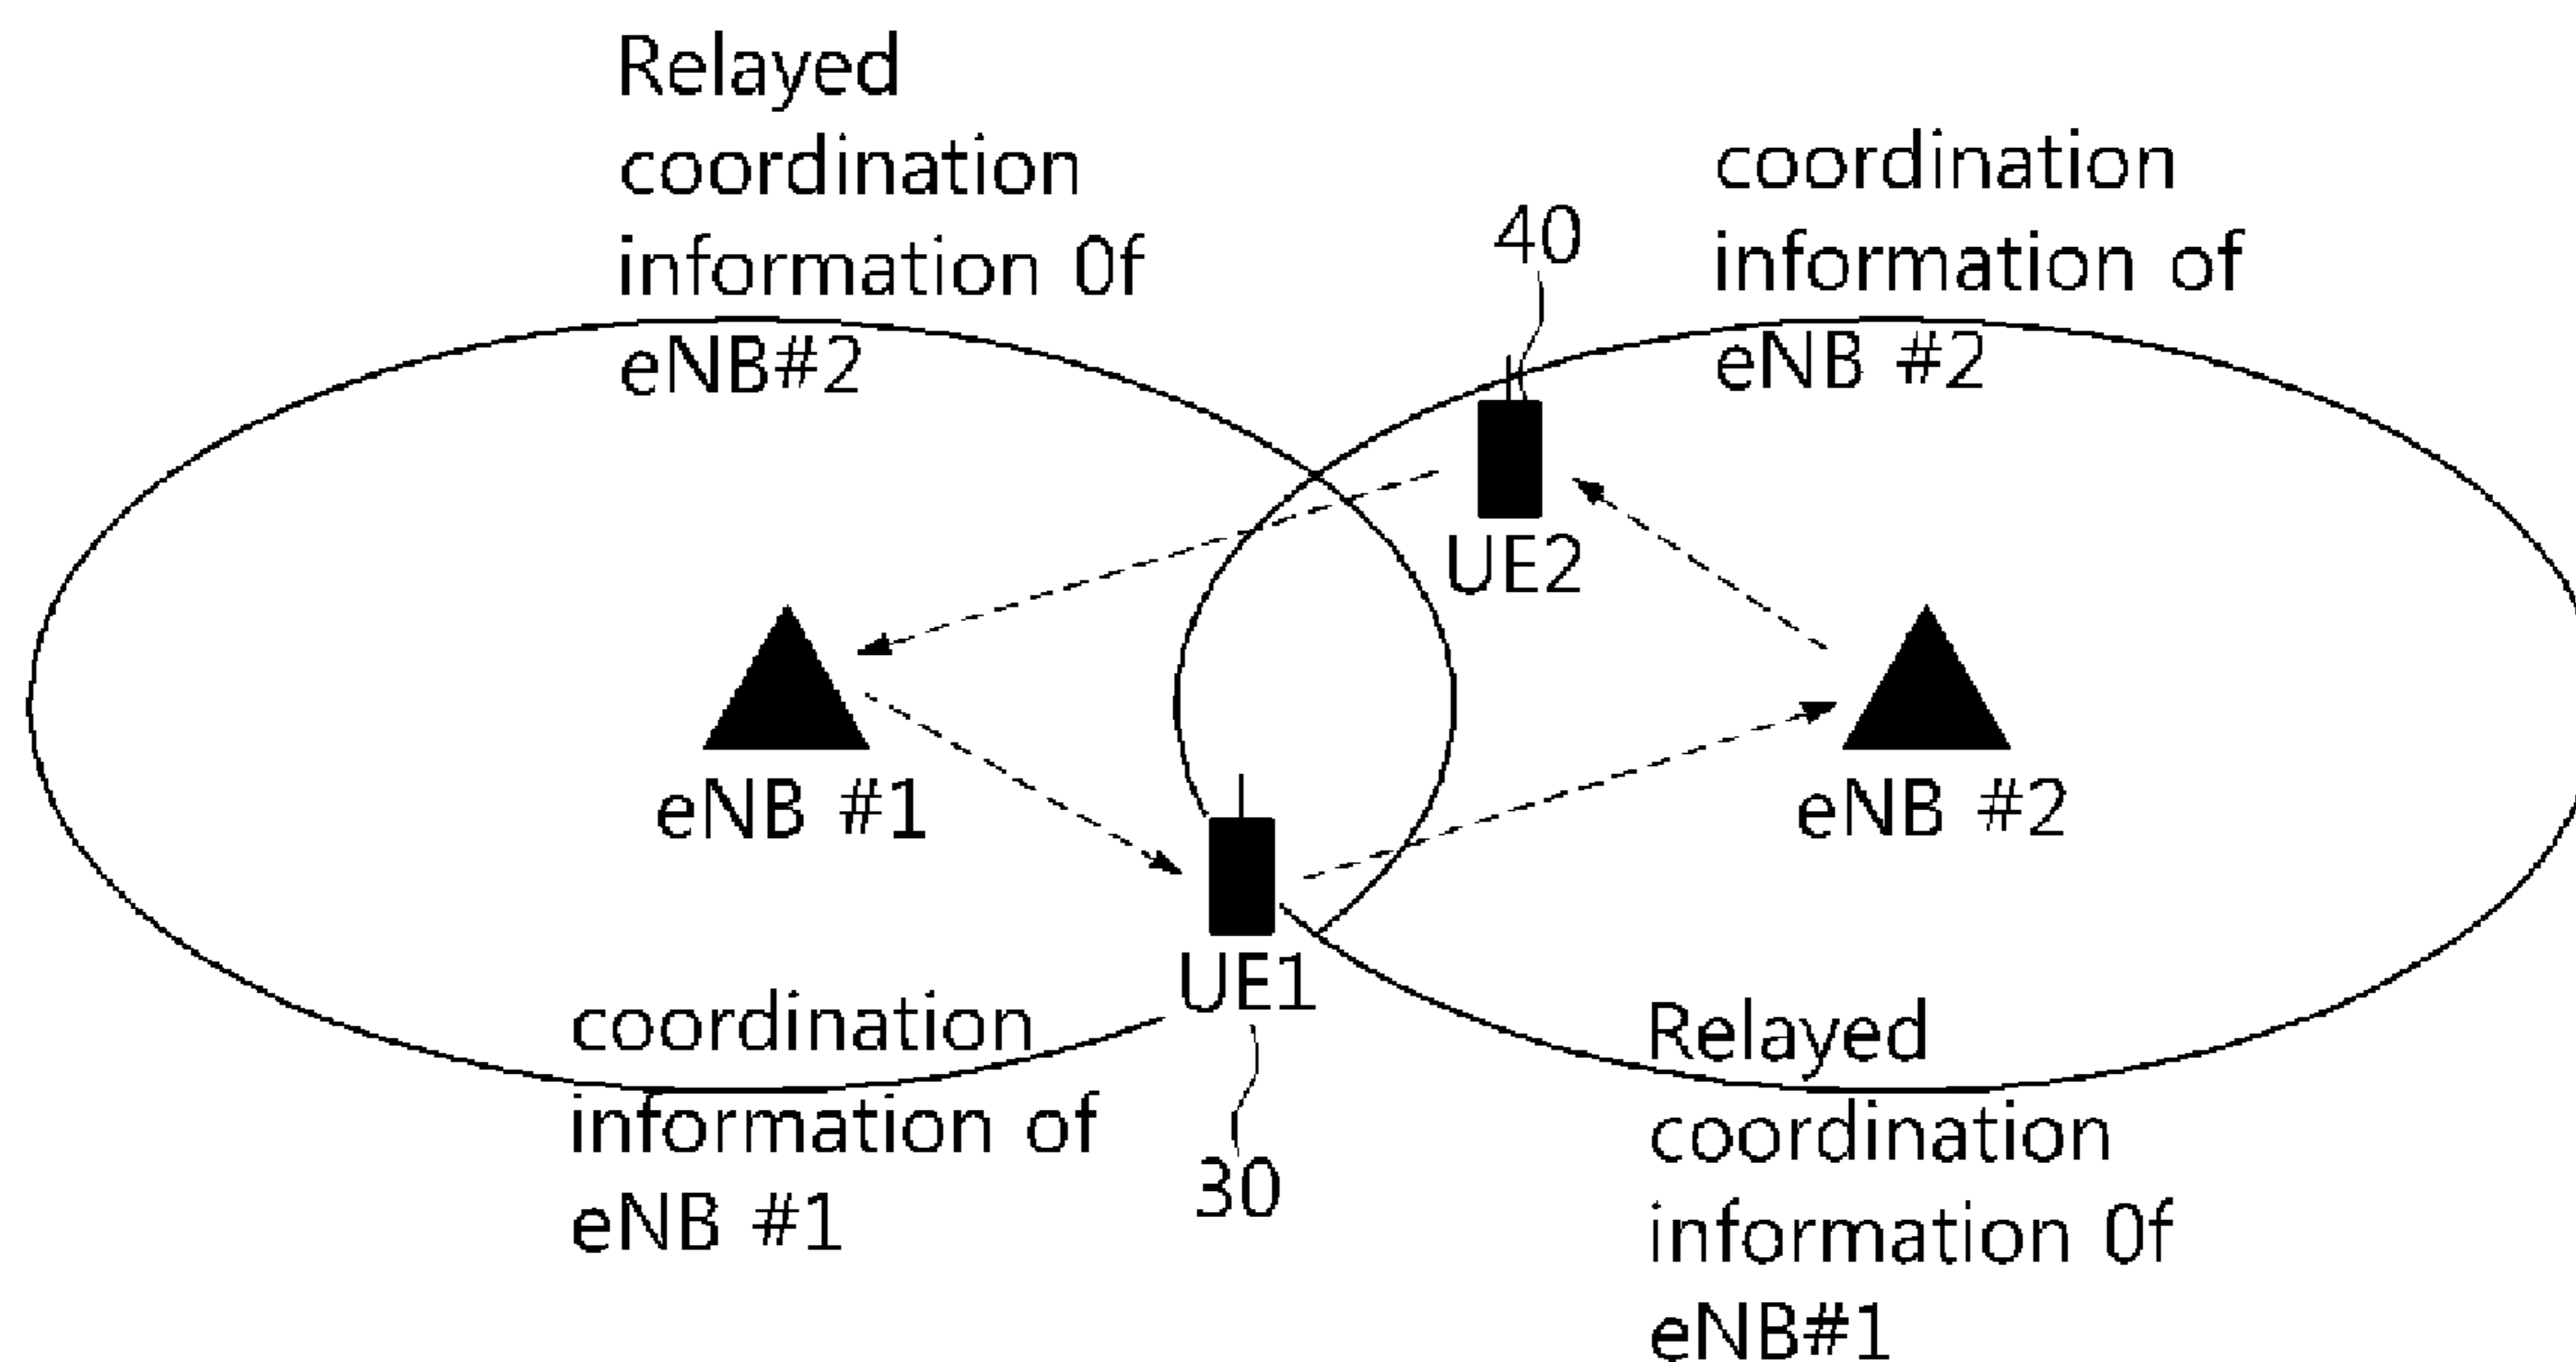 Relayed
coordination
information 0f
eNB#2
coordination
information of
eNB #2
40
UE2
eNB #1
eNB #2
UE1
30
coordination
information of
eNB #1
Relayed
coordination
information 0f
eNB#1